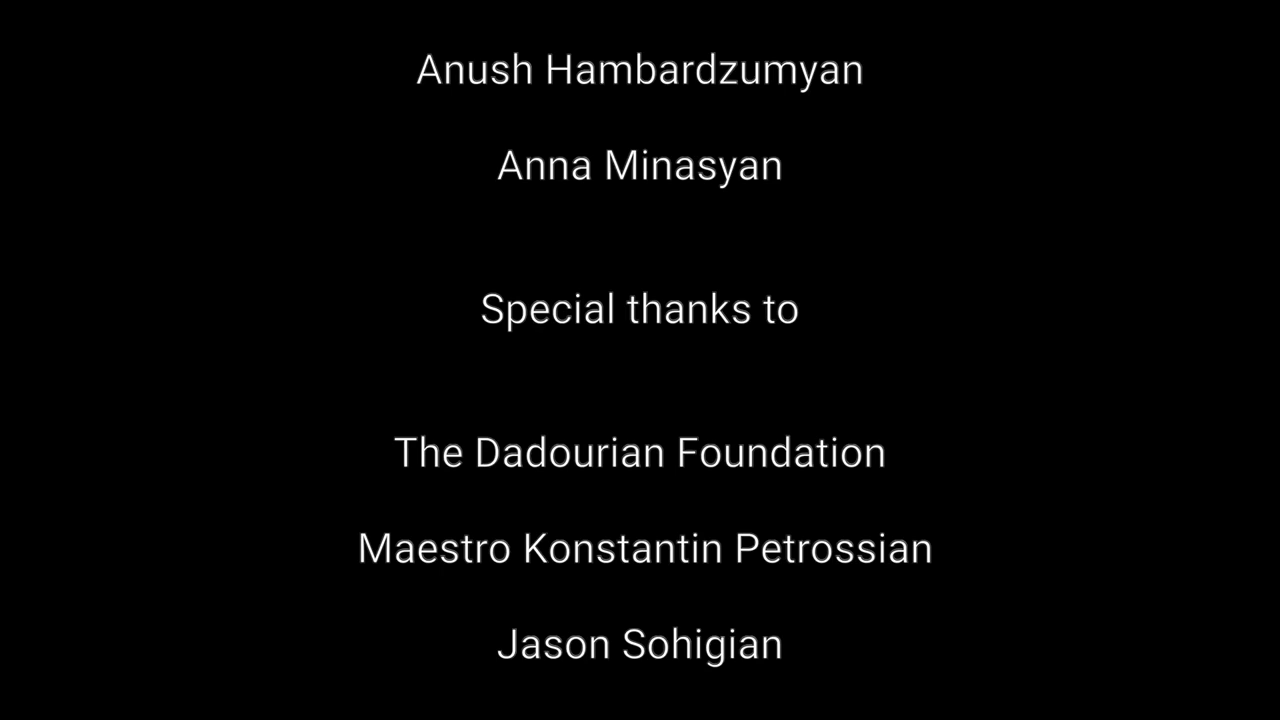 Anush Hambardzumyan
Anna Minasyan
Special thanks to
The Dadourian Foundation
Maestro Konstantin Petrossian
Jason Sohigian